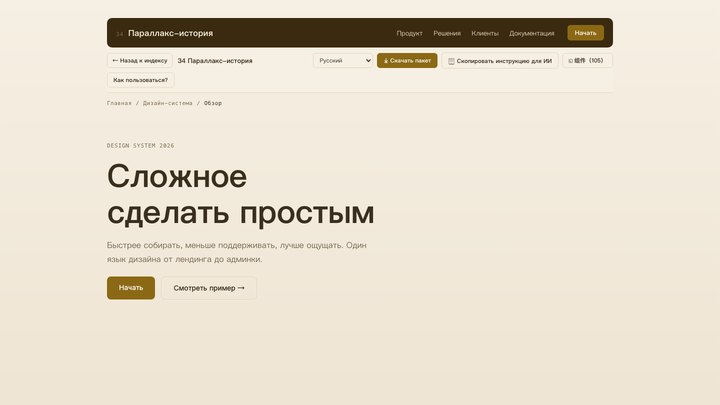 34 Параллакс-история
Продукт Решения Клиенты Документация Начать
← Назад к индексу 34 Параллакс-история Русский Скачать пакет Скопировать инструкцию для ИИ 组件 (105)
Как пользоваться?
Главная / Дизайн-система / Обзор
DESIGN SYSTEM 2026
Сложное
сделать простым
Быстрее собирать, меньше поддерживать, лучше ощущать. Один
язык дизайна от лендинга до админки.
Начать Смотреть пример →